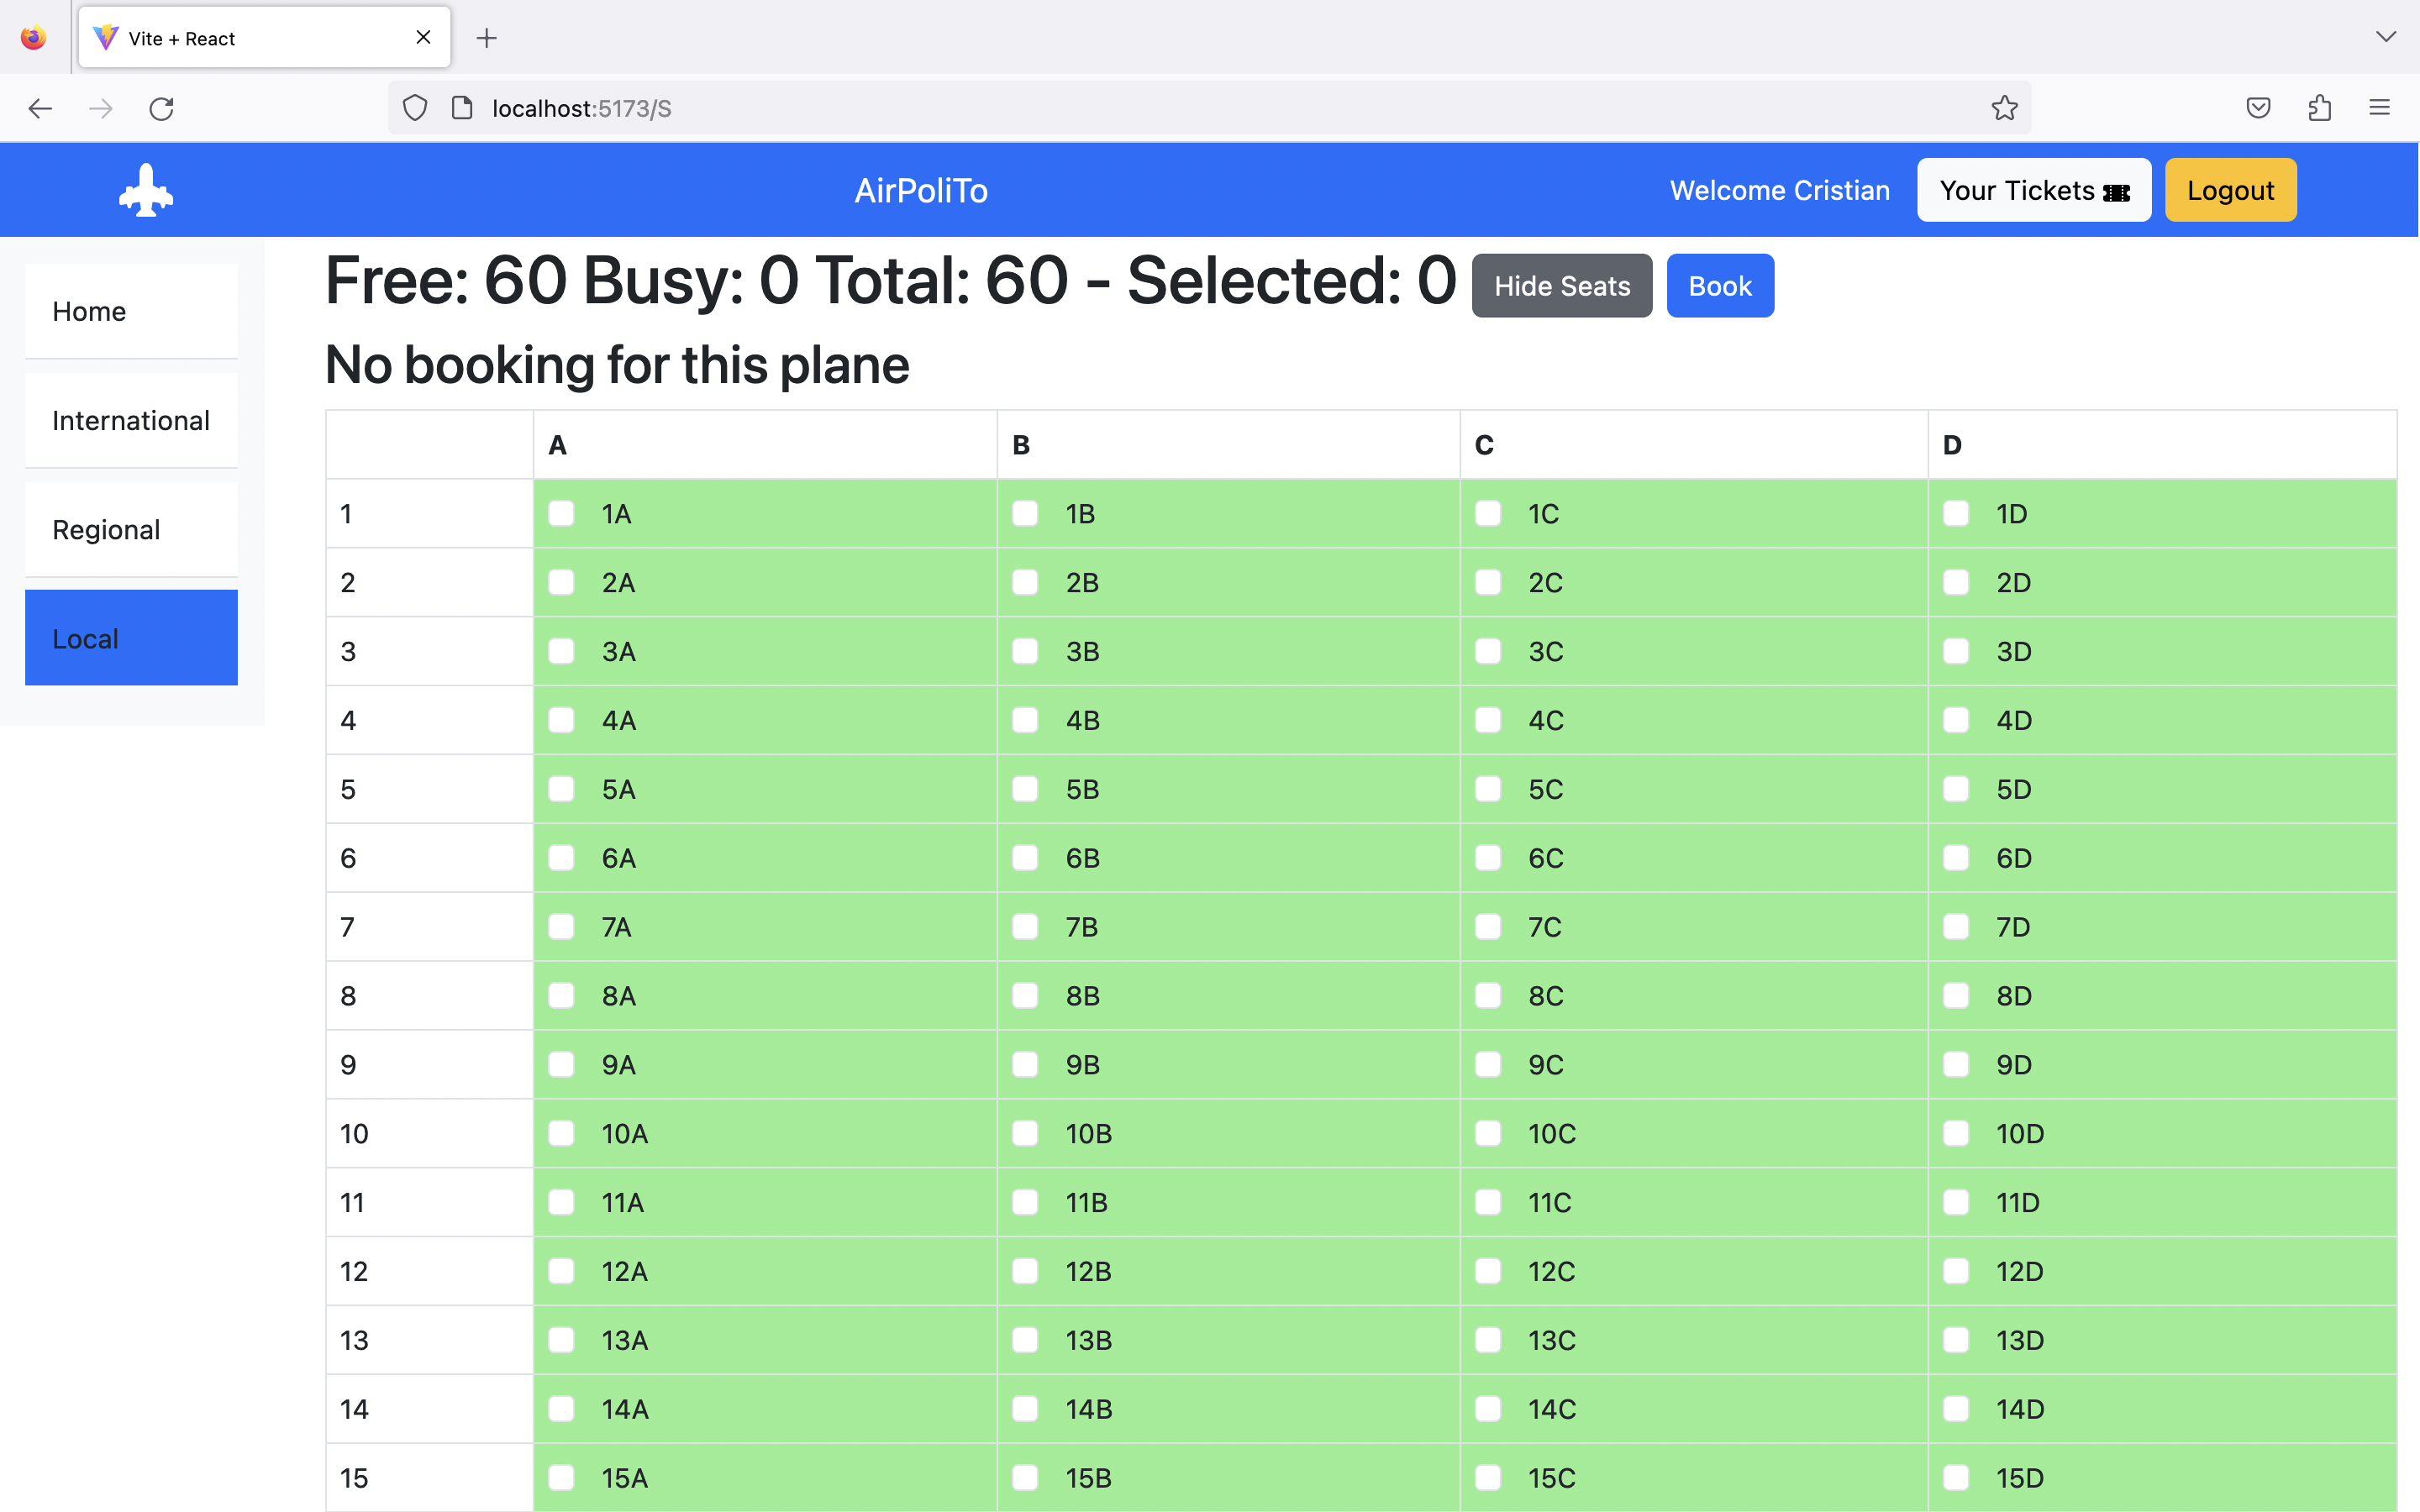 Vite + React
localhost:5173/S
AirPoliTo
Welcome Cristian
Your Tickets
Logout
Home
International
Regional
Local
Free: 60 Busy: 0 Total: 60 - Selected: 0
Hide Seats
Book
No booking for this plane
A B C D
1 1A 1B 1C 1D
2 2A 2B 2C 2D
3 3A 3B 3C 3D
4 4A 4B 4C 4D
5 5A 5B 5C 5D
6 6A 6B 6C 6D
7 7A 7B 7C 7D
8 8A 8B 8C 8D
9 9A 9B 9C 9D
10 10A 10B 10C 10D
11 11A 11B 11C 11D
12 12A 12B 12C 12D
13 13A 13B 13C 13D
14 14A 14B 14C 14D
15 15A 15B 15C 15D